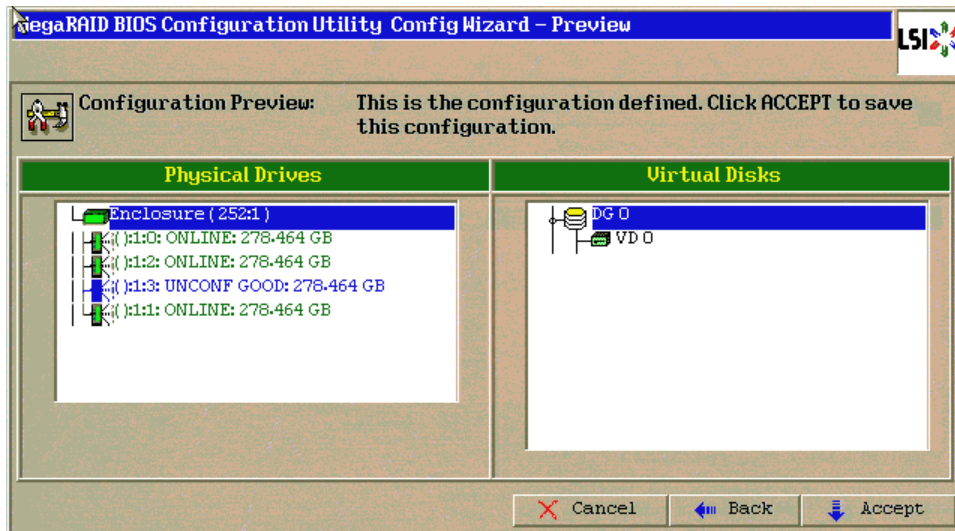 MegaRAID BIOS Configuration Utility Config Wizard – Preview
LSI
Configuration Preview:
This is the configuration defined. Click ACCEPT to save
this configuration.
Physical Drives
Enclosure ( 252:1 )
( ):1:0: ONLINE: 278.464 GB
( ):1:2: ONLINE: 278.464 GB
( ):1:3: UNCONF GOOD: 278.464 GB
( ):1:1: ONLINE: 278.464 GB
Virtual Disks
DG 0
VD 0
Cancel
Back
Accept